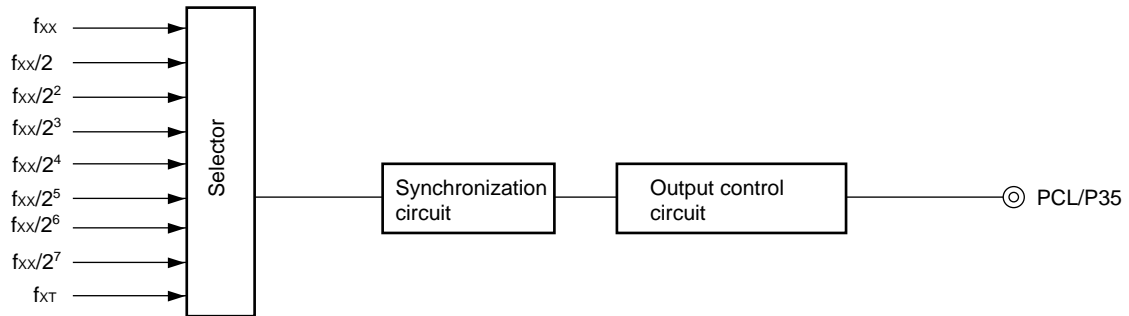 fXX
fXX/2
fXX/2²
fXX/2³
fXX/2⁴
fXX/2⁵
fXX/2⁶
fXX/2⁷
fXT
Selector
Synchronization
circuit
Output control
circuit
PCL/P35